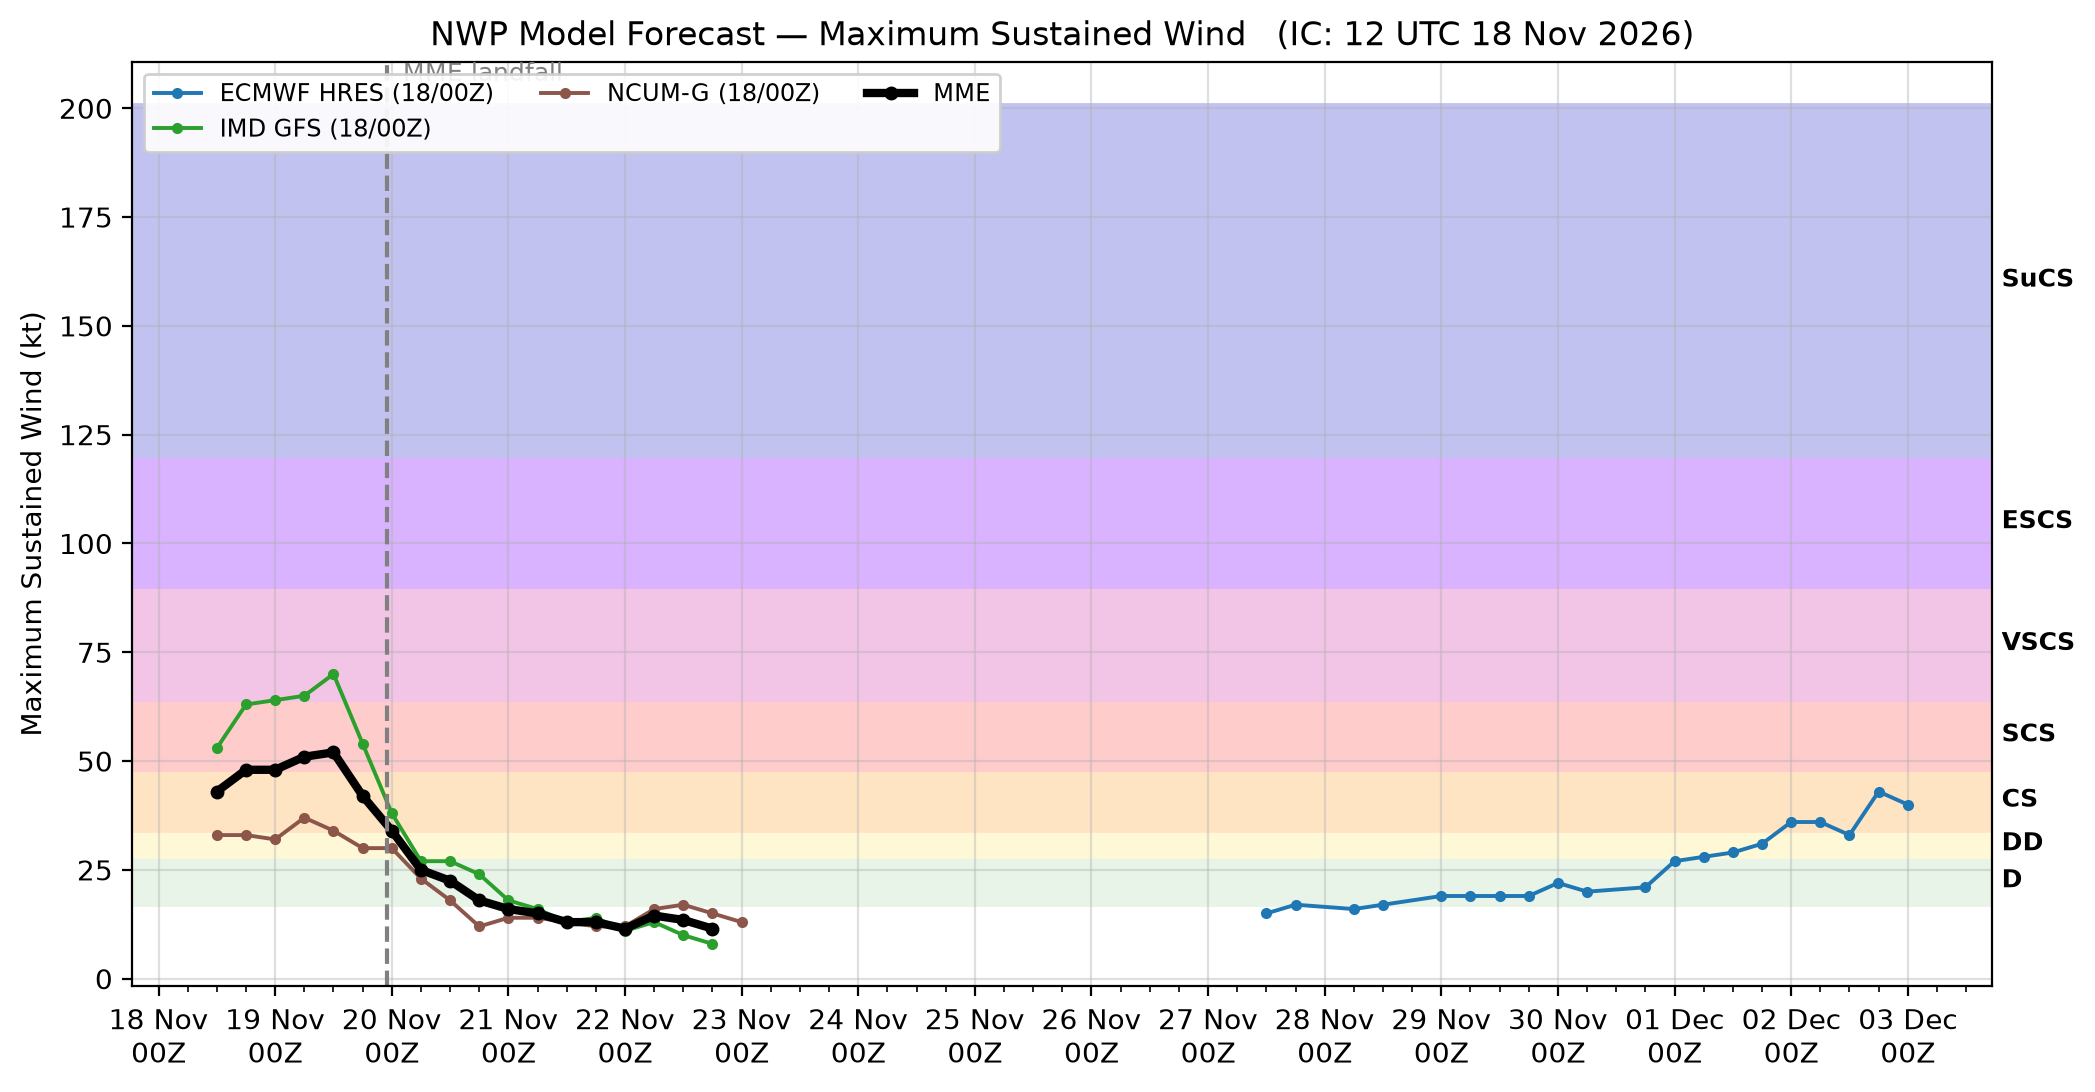 NWP Model Forecast — Maximum Sustained Wind (IC: 12 UTC 18 Nov 2026)
MME landfall
ECMWF HRES (18/00Z)
IMD GFS (18/00Z)
NCUM-G (18/00Z)
MME
Maximum Sustained Wind (kt)
200
175
150
125
100
75
50
25
0
SuCS
ESCS
VSCS
SCS
CS
DD
D
18 Nov 19 Nov 20 Nov 21 Nov 22 Nov 23 Nov 24 Nov 25 Nov 26 Nov 27 Nov 28 Nov 29 Nov 30 Nov 01 Dec 02 Dec 03 Dec
00Z 00Z 00Z 00Z 00Z 00Z 00Z 00Z 00Z 00Z 00Z 00Z 00Z 00Z 00Z 00Z